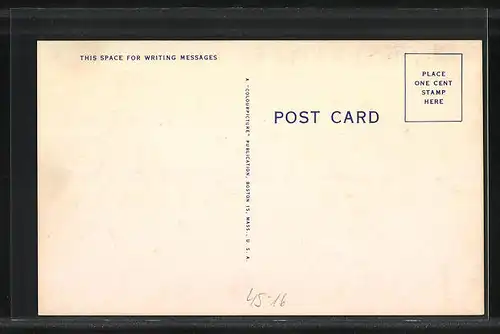 THIS SPACE FOR WRITING MESSAGES
A "COLOURPICTURE" PUBLICATION, BOSTON 15, MASS., U. S. A.
POST CARD
PLACE
ONE CENT
STAMP
HERE
45-16